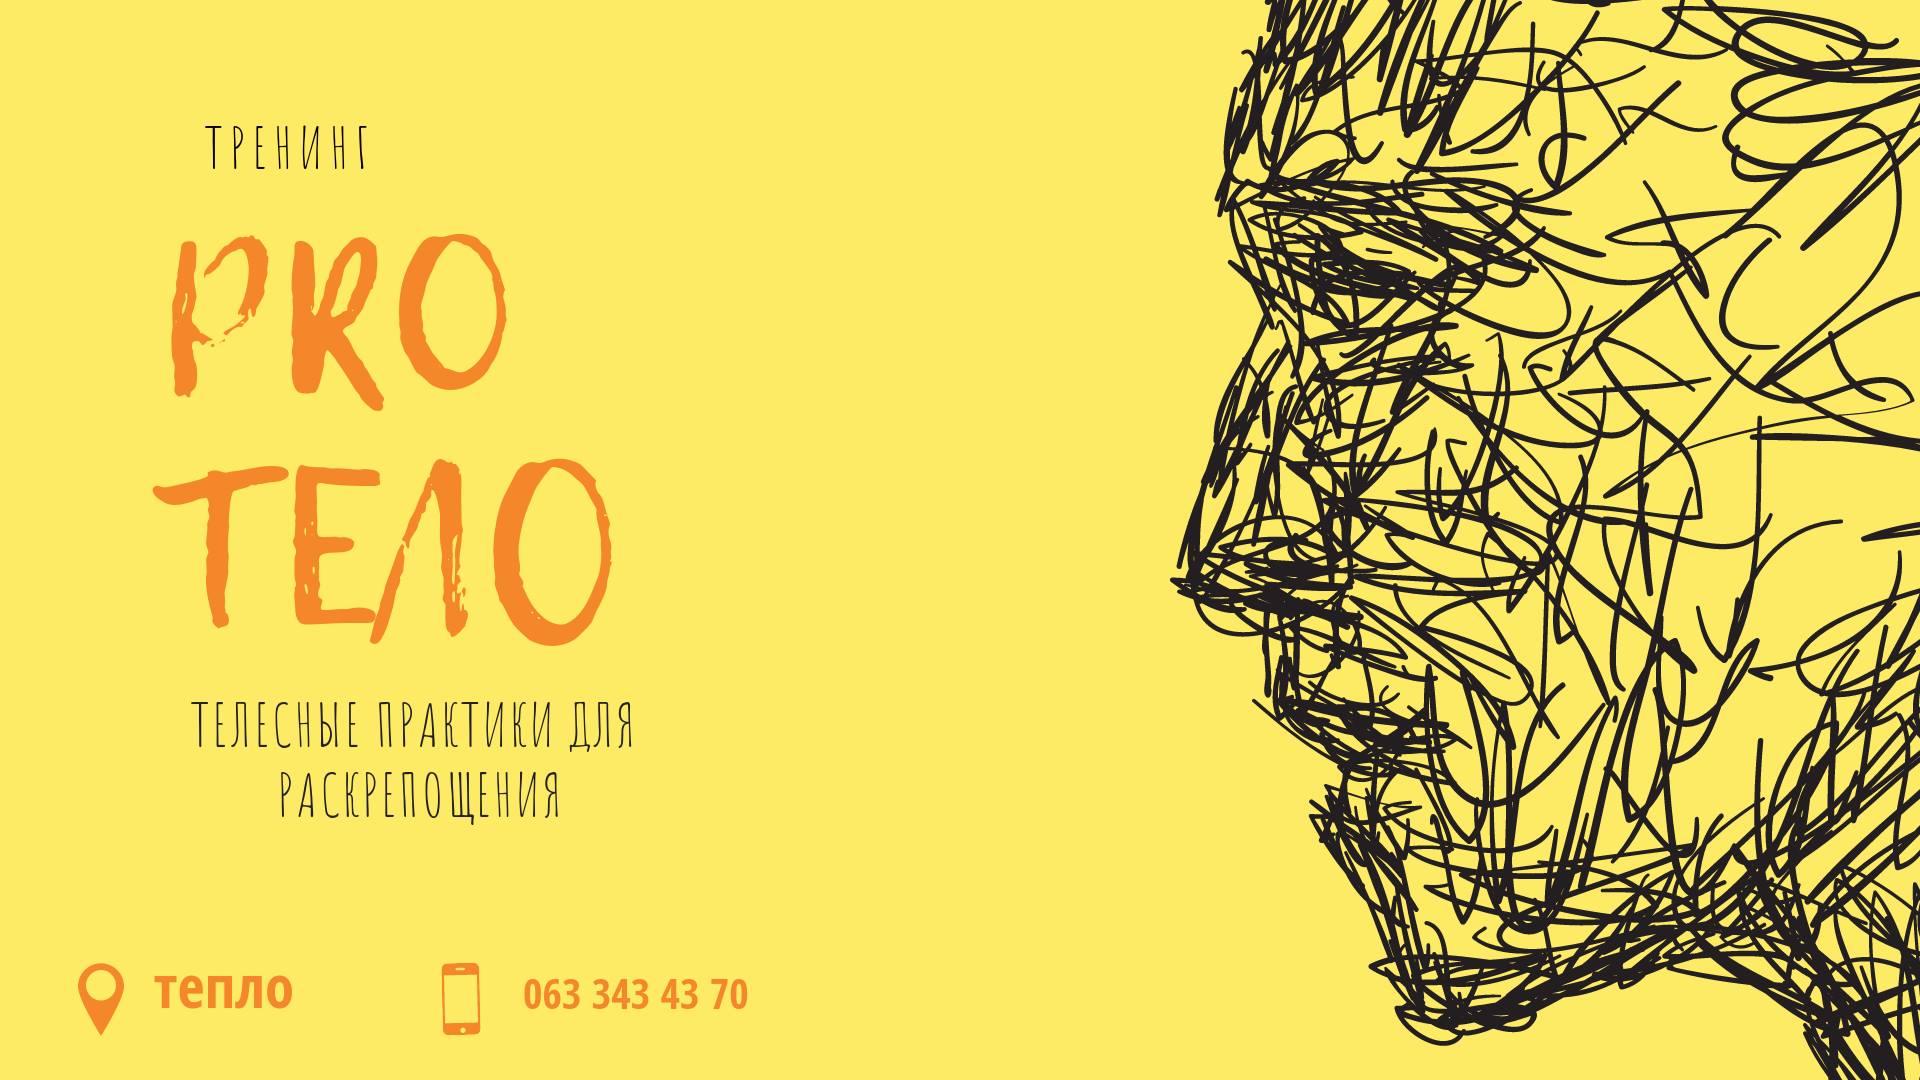 ТРЕНИНГ
PRO
ТЕЛО
ТЕЛЕСНЫЕ ПРАКТИКИ ДЛЯ
РАСКРЕПОЩЕНИЯ
тепло
063 343 43 70